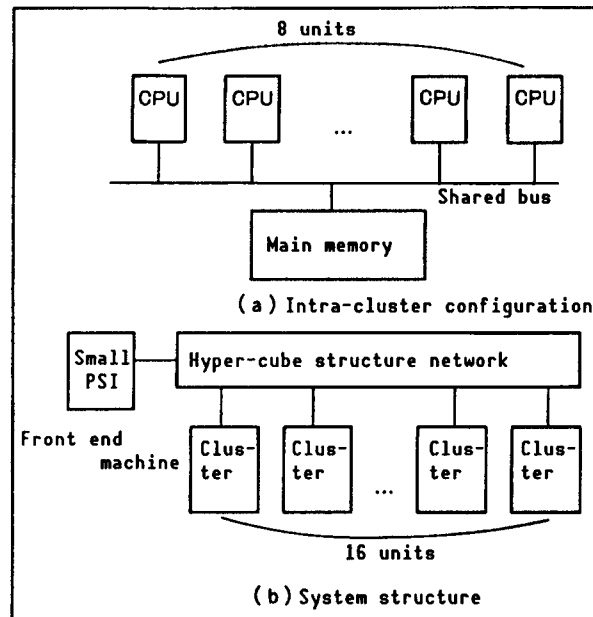 8 units
CPU CPU CPU CPU
...
Shared bus
Main memory
(a) Intra-cluster configuration
Small
PSI
Hyper-cube structure network
Front end
machine
Clus-
ter
Clus-
ter
...
Clus-
ter
Clus-
ter
16 units
(b) System structure